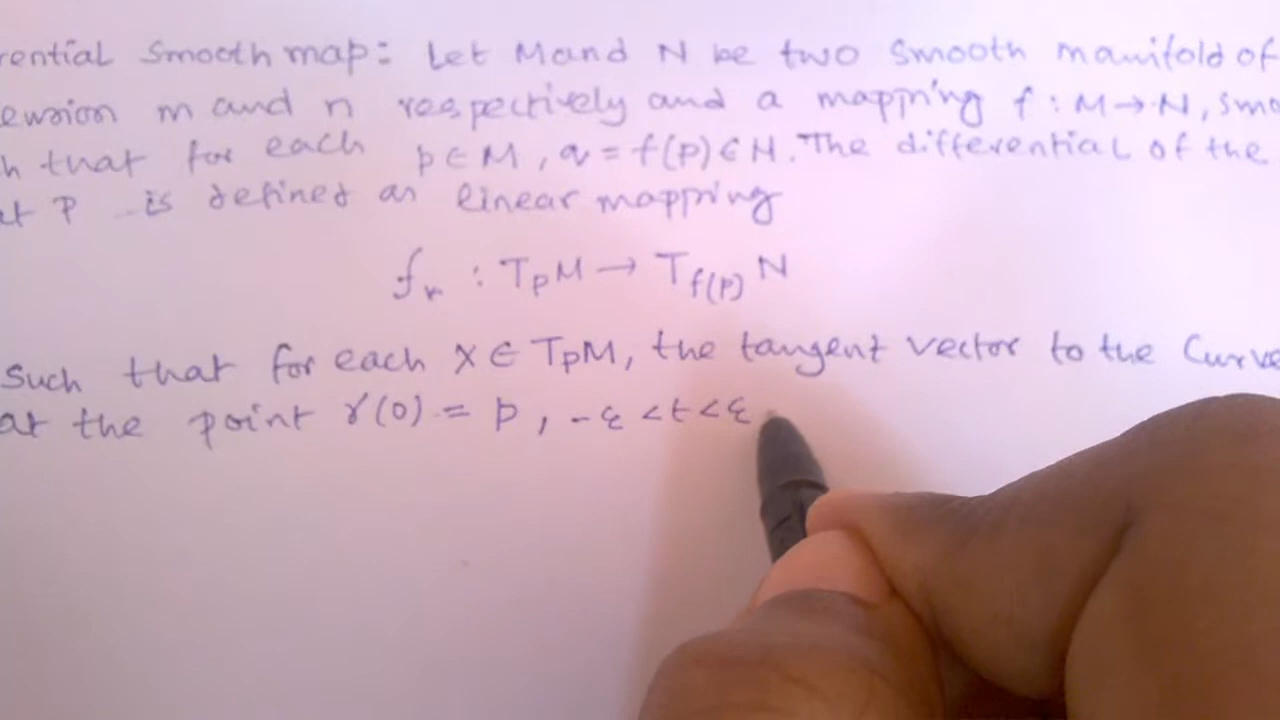 rential smooth map: Let M and N be two smooth manifold of
ension m and n respectively and a mapping f : M → N, smo
h that for each p ∈ M, q = f(p) ∈ N. The differential of the
at P is defined as linear mapping
f* : TpM → Tf(p) N
Such that for each X ∈ TpM, the tangent vector to the Curve
at the point γ(0) = p, -ε < t < ε